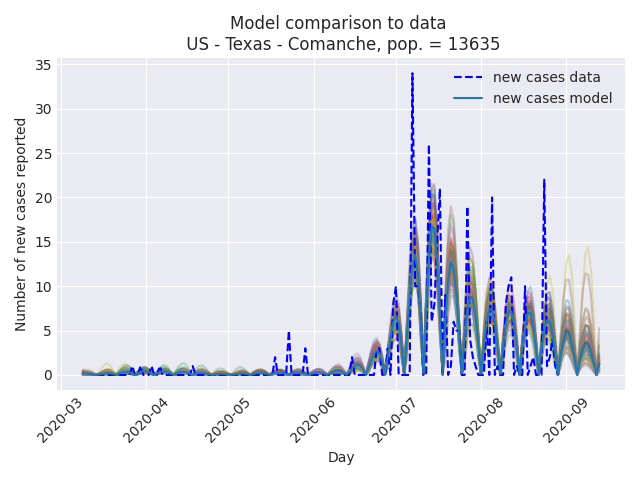 Model comparison to data
US - Texas - Comanche, pop. = 13635
Number of new cases reported
35
30
25
20
15
10
5
0
new cases data
new cases model
2020-03
2020-04
2020-05
2020-06
2020-07
2020-08
2020-09
Day